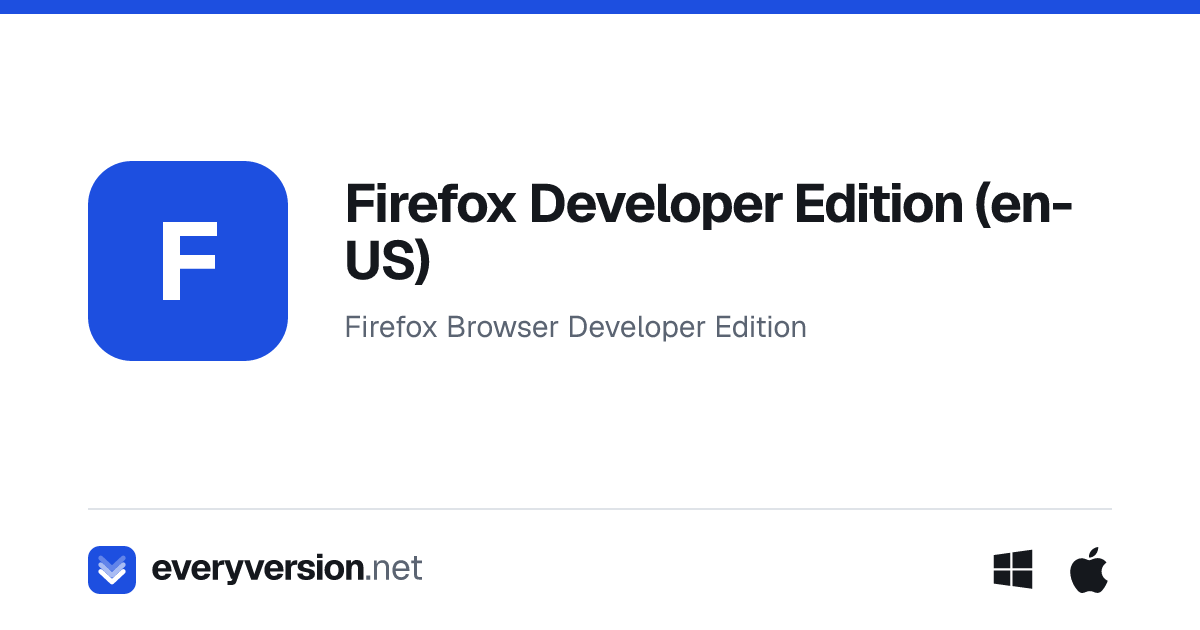 F
Firefox Developer Edition (en-
US)
Firefox Browser Developer Edition
everyversion.net